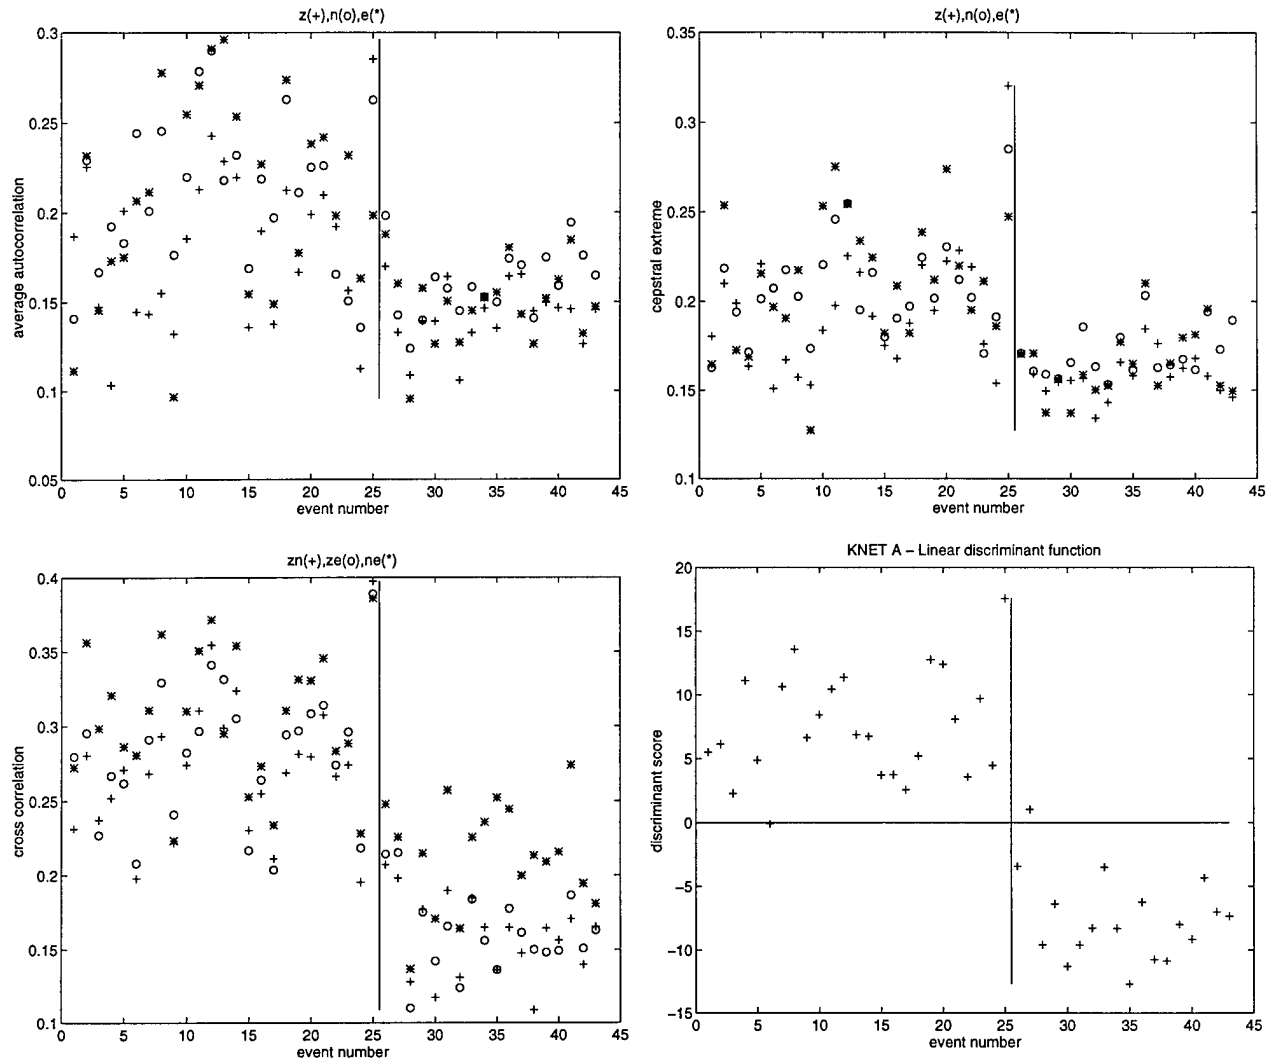 z(+),n(o),e(*)
0.3
0.25
0.2
0.15
0.1
0.05
average autocorrelation
0 5 10 15 20 25 30 35 40 45
event number
z(+),n(o),e(*)
0.35
0.3
0.25
0.2
0.15
0.1
cepstral extreme
0 5 10 15 20 25 30 35 40 45
event number
zn(+),ze(o),ne(*)
0.4
0.35
0.3
0.25
0.2
0.15
0.1
cross correlation
0 5 10 15 20 25 30 35 40 45
event number
KNET A – Linear discriminant function
20
15
10
5
0
−5
−10
−15
discriminant score
0 5 10 15 20 25 30 35 40 45
event number